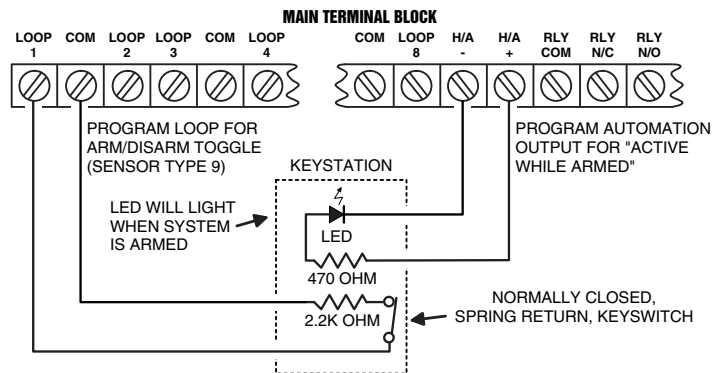 MAIN TERMINAL BLOCK
LOOP 1 COM LOOP 2 LOOP 3 COM LOOP 4 COM LOOP 8 H/A - H/A + RLY COM RLY N/C RLY N/O
PROGRAM LOOP FOR
ARM/DISARM TOGGLE
(SENSOR TYPE 9)
PROGRAM AUTOMATION
OUTPUT FOR "ACTIVE
WHILE ARMED"
KEYSTATION
LED WILL LIGHT
WHEN SYSTEM
IS ARMED
LED
470 OHM
2.2K OHM
NORMALLY CLOSED,
SPRING RETURN, KEYSWITCH